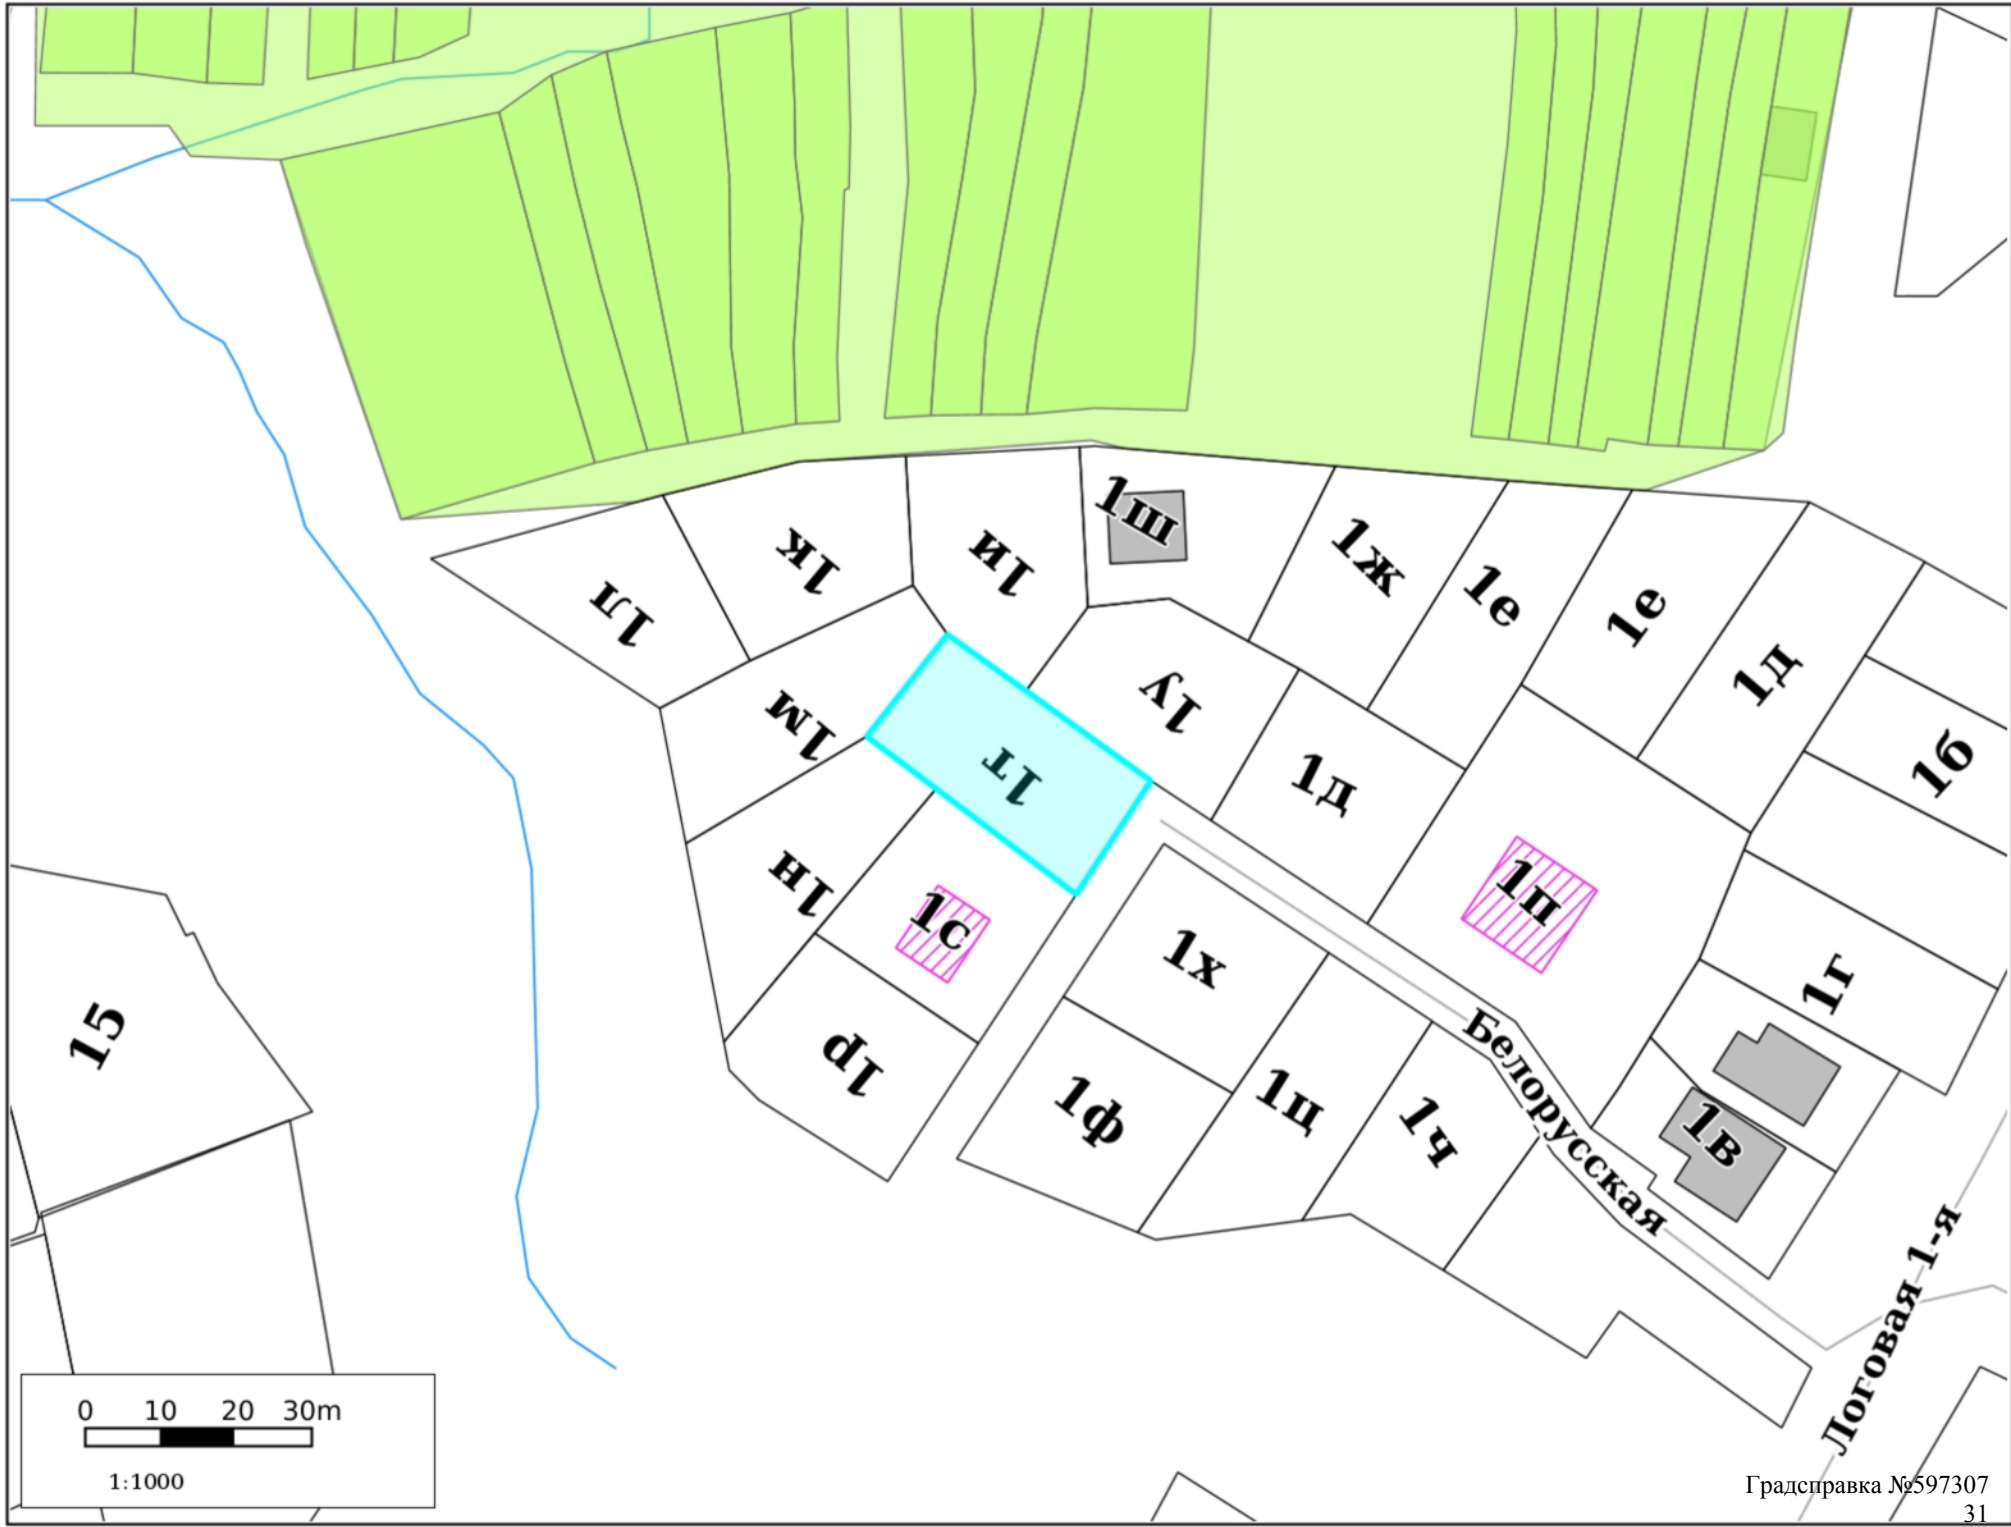 1ш
1к
1и
1ж
1е
1е
1л
1д
1у
1м
1б
1т
1д
1н
1с
1п
1х
1г
15
1р
1ф
1ц
1ч
1в
Белорусская
Логовая 1-я
0 10 20 30m
1:1000
Градсправка №597307
31